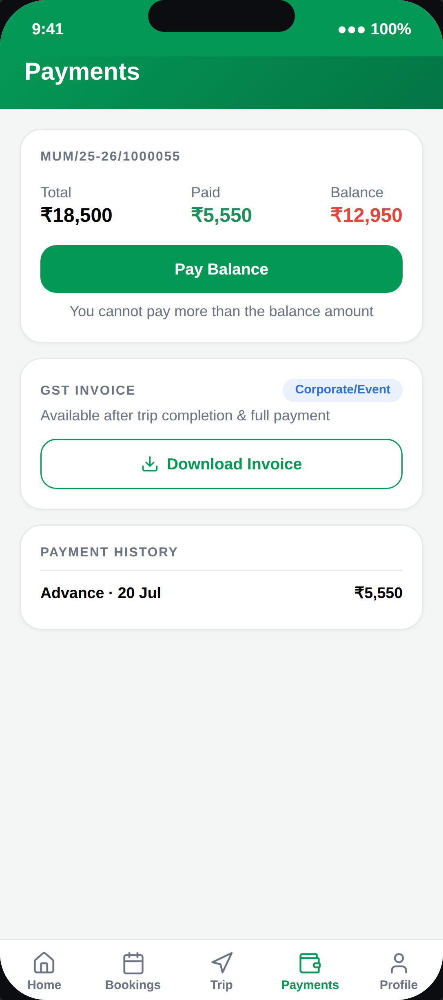 9:41
●●● 100%
Payments
MUM/25-26/1000055
Total Paid Balance
₹18,500 ₹5,550 ₹12,950
Pay Balance
You cannot pay more than the balance amount
GST INVOICE
Corporate/Event
Available after trip completion & full payment
Download Invoice
PAYMENT HISTORY
Advance · 20 Jul ₹5,550
Home Bookings Trip Payments Profile